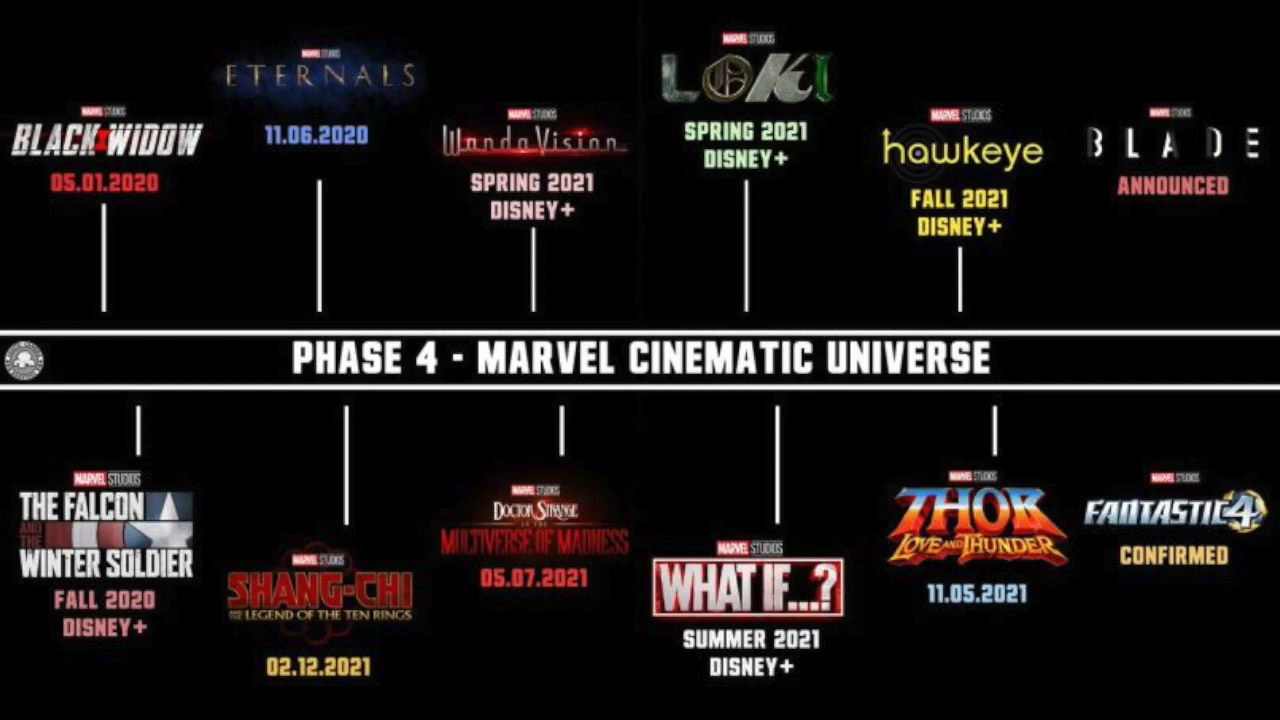 MARVEL STUDIOS
BLACK WIDOW
05.01.2020
MARVEL STUDIOS
ETERNALS
11.06.2020
MARVEL STUDIOS
WandaVision
SPRING 2021
DISNEY+
MARVEL STUDIOS
LOKI
SPRING 2021
DISNEY+
MARVEL STUDIOS
hawkeye
FALL 2021
DISNEY+
MARVEL STUDIOS
BLADE
ANNOUNCED
PHASE 4 - MARVEL CINEMATIC UNIVERSE
MARVEL STUDIOS
THE FALCON
AND THE
WINTER SOLDIER
FALL 2020
DISNEY+
MARVEL STUDIOS
SHANG-CHI
AND THE LEGEND OF THE TEN RINGS
02.12.2021
MARVEL STUDIOS
DOCTOR STRANGE
IN THE
MULTIVERSE OF MADNESS
05.07.2021
MARVEL STUDIOS
WHAT IF...?
SUMMER 2021
DISNEY+
MARVEL STUDIOS
THOR
LOVE AND THUNDER
11.05.2021
MARVEL STUDIOS
FANTASTIC 4
CONFIRMED